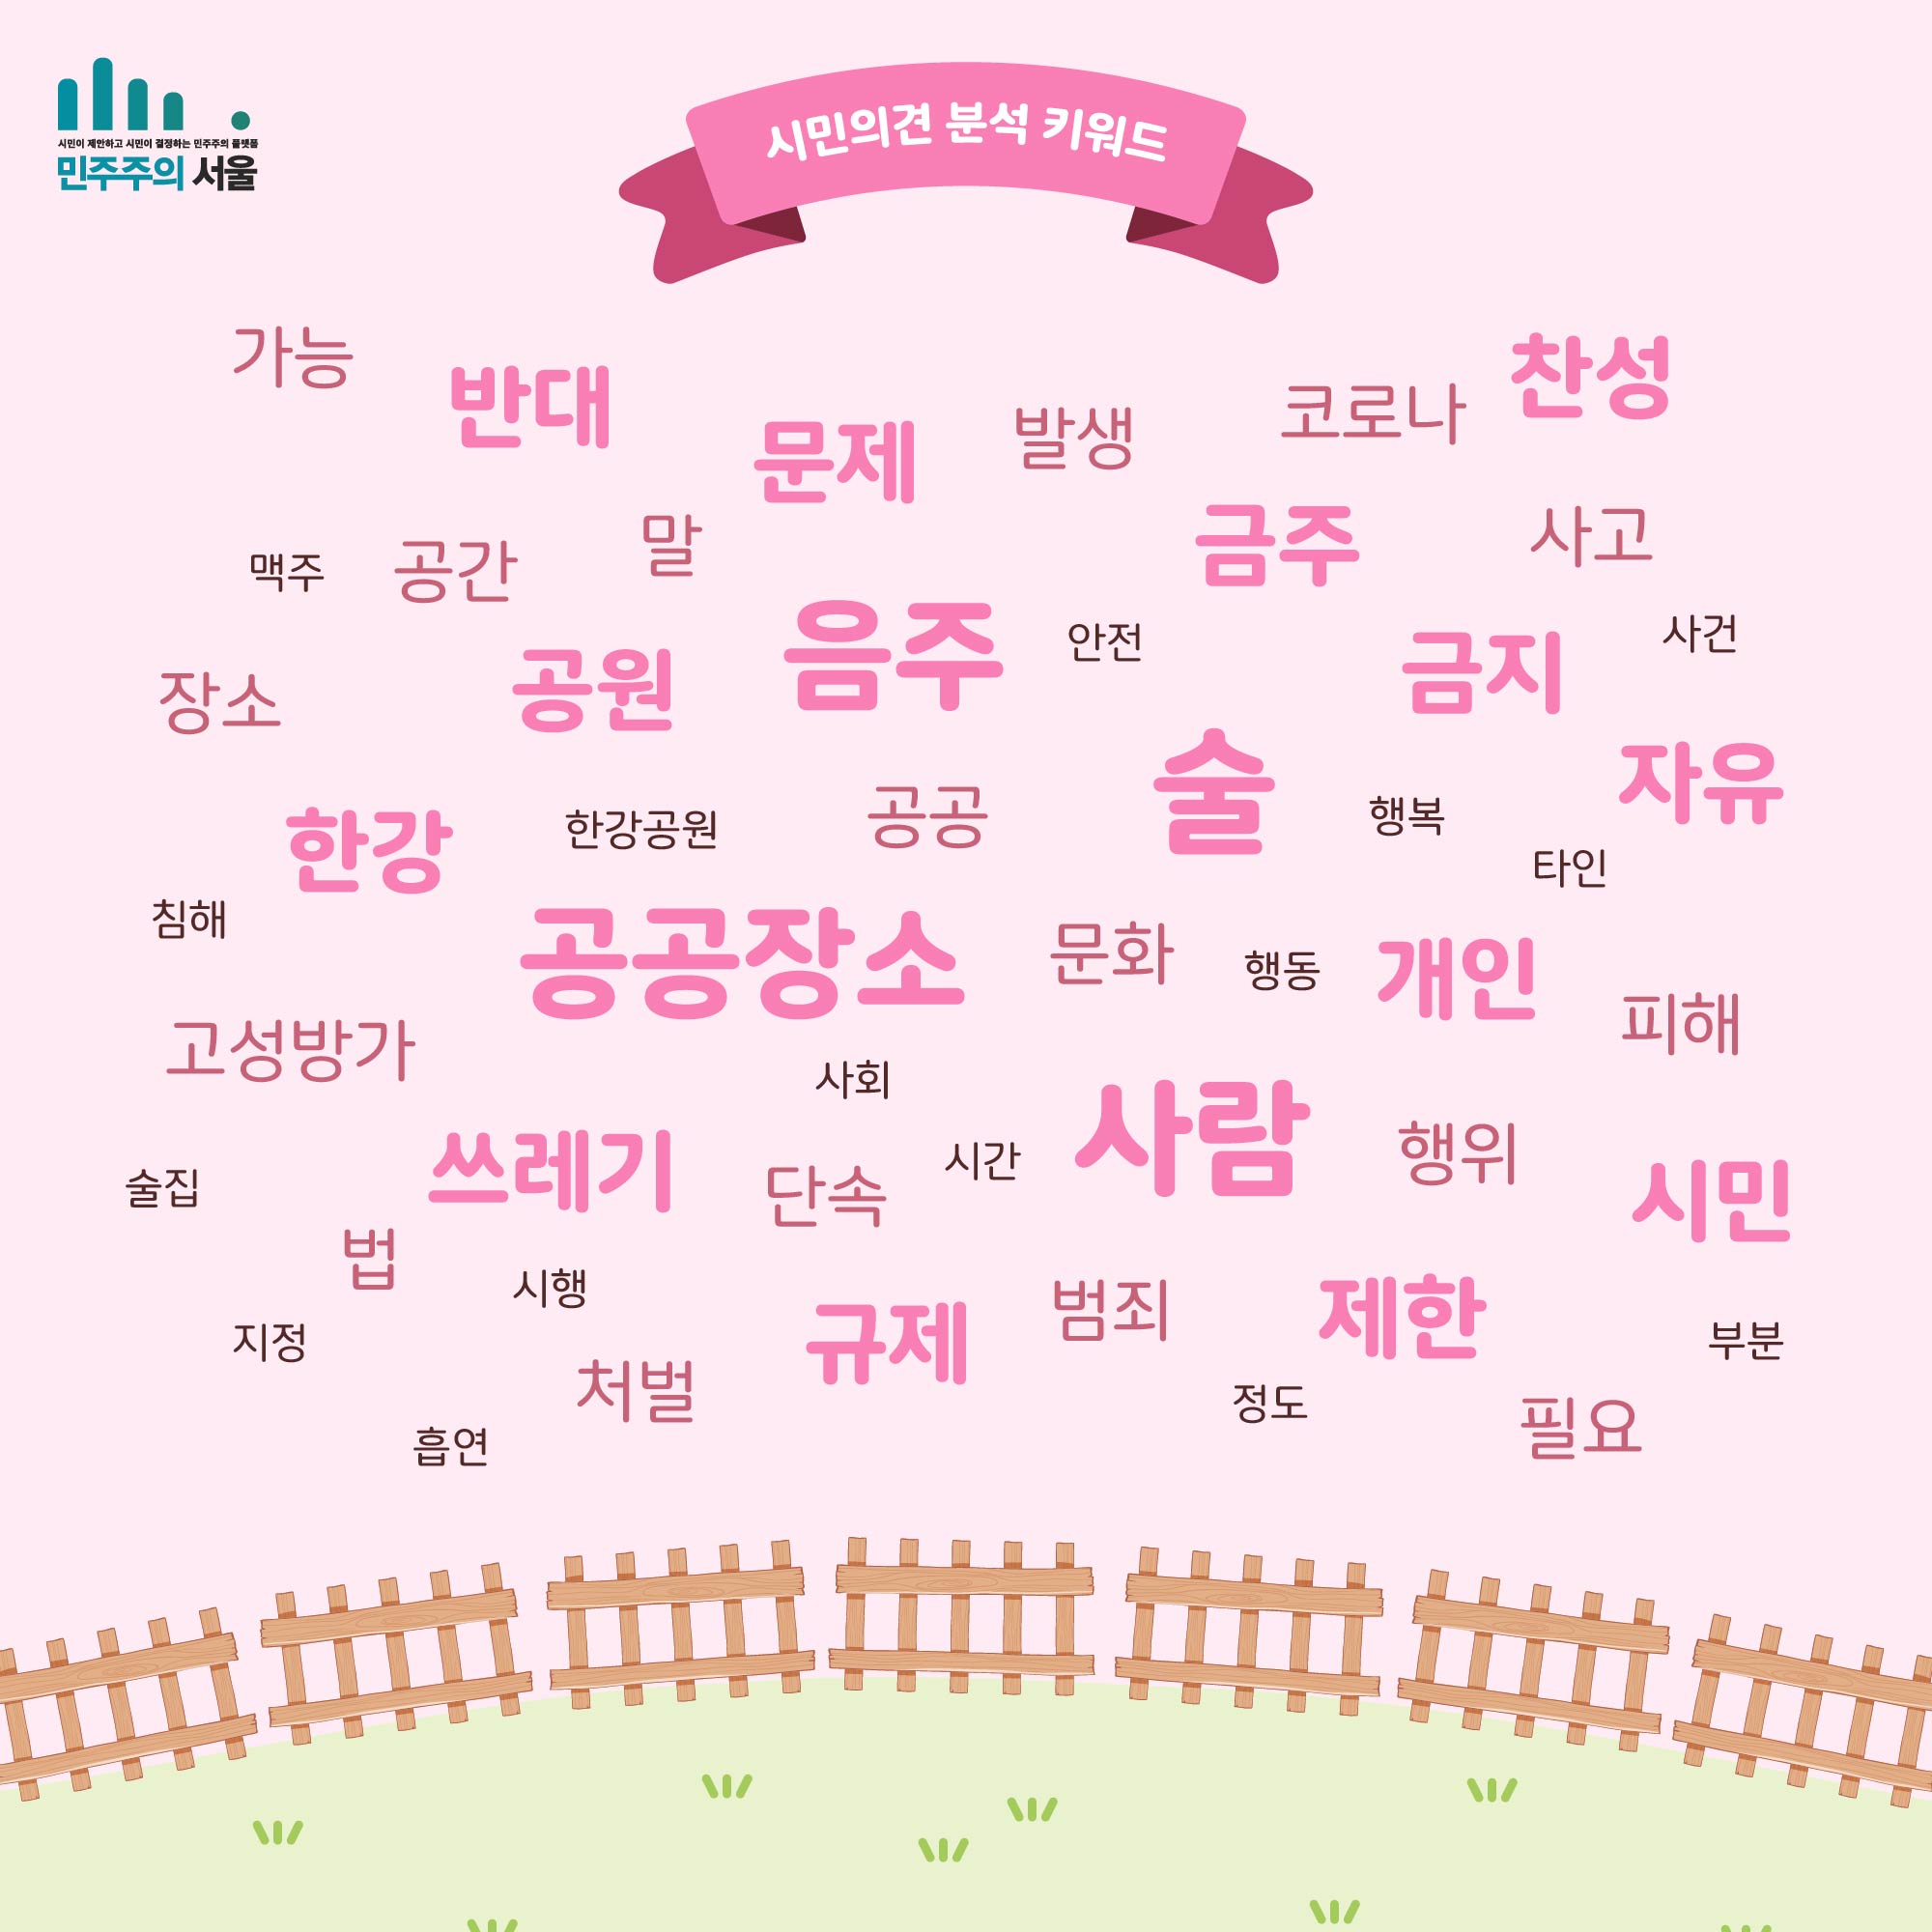 시민이 제안하고 시민이 결정하는 민주주의 플랫폼
민주주의 서울
시민의견 분석 키워드
가능
반대
찬성
코로나
발생
문제
금주
사고
말
공간
맥주
음주
안전
사건
금지
공원
장소
술
자유
행복
공공
한강공원
한강
타인
침해
공공장소
문화
행동
개인
피해
고성방가
사회
사람
행위
시간
쓰레기
단속
시민
술집
법
시행
범죄
제한
규제
지정
부분
처벌
정도
필요
흡연